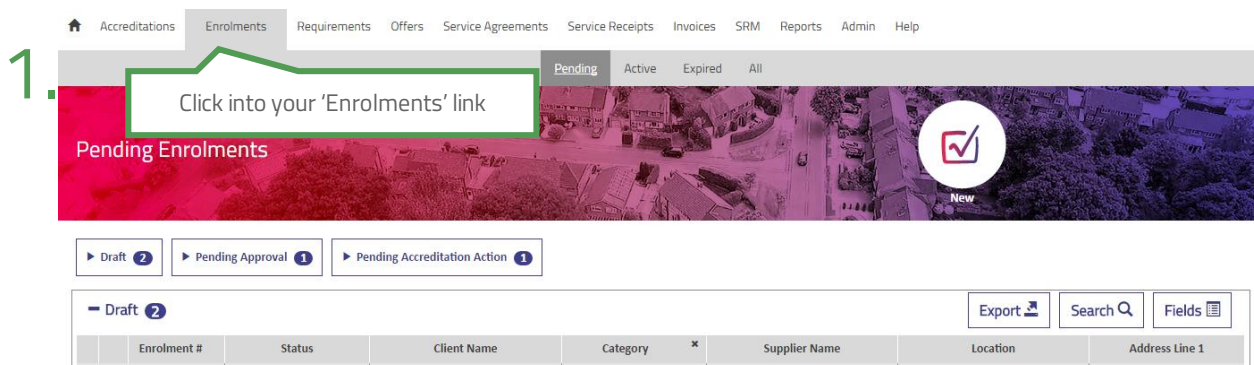 Accreditations Enrolments Requirements Offers Service Agreements Service Receipts Invoices SRM Reports Admin Help
1.
Pending Active Expired All
Click into your ‘Enrolments’ link
Pending Enrolments
New
Draft 2 Pending Approval 1 Pending Accreditation Action 1
Draft 2 Export Search Fields
Enrolment # Status Client Name Category × Supplier Name Location Address Line 1